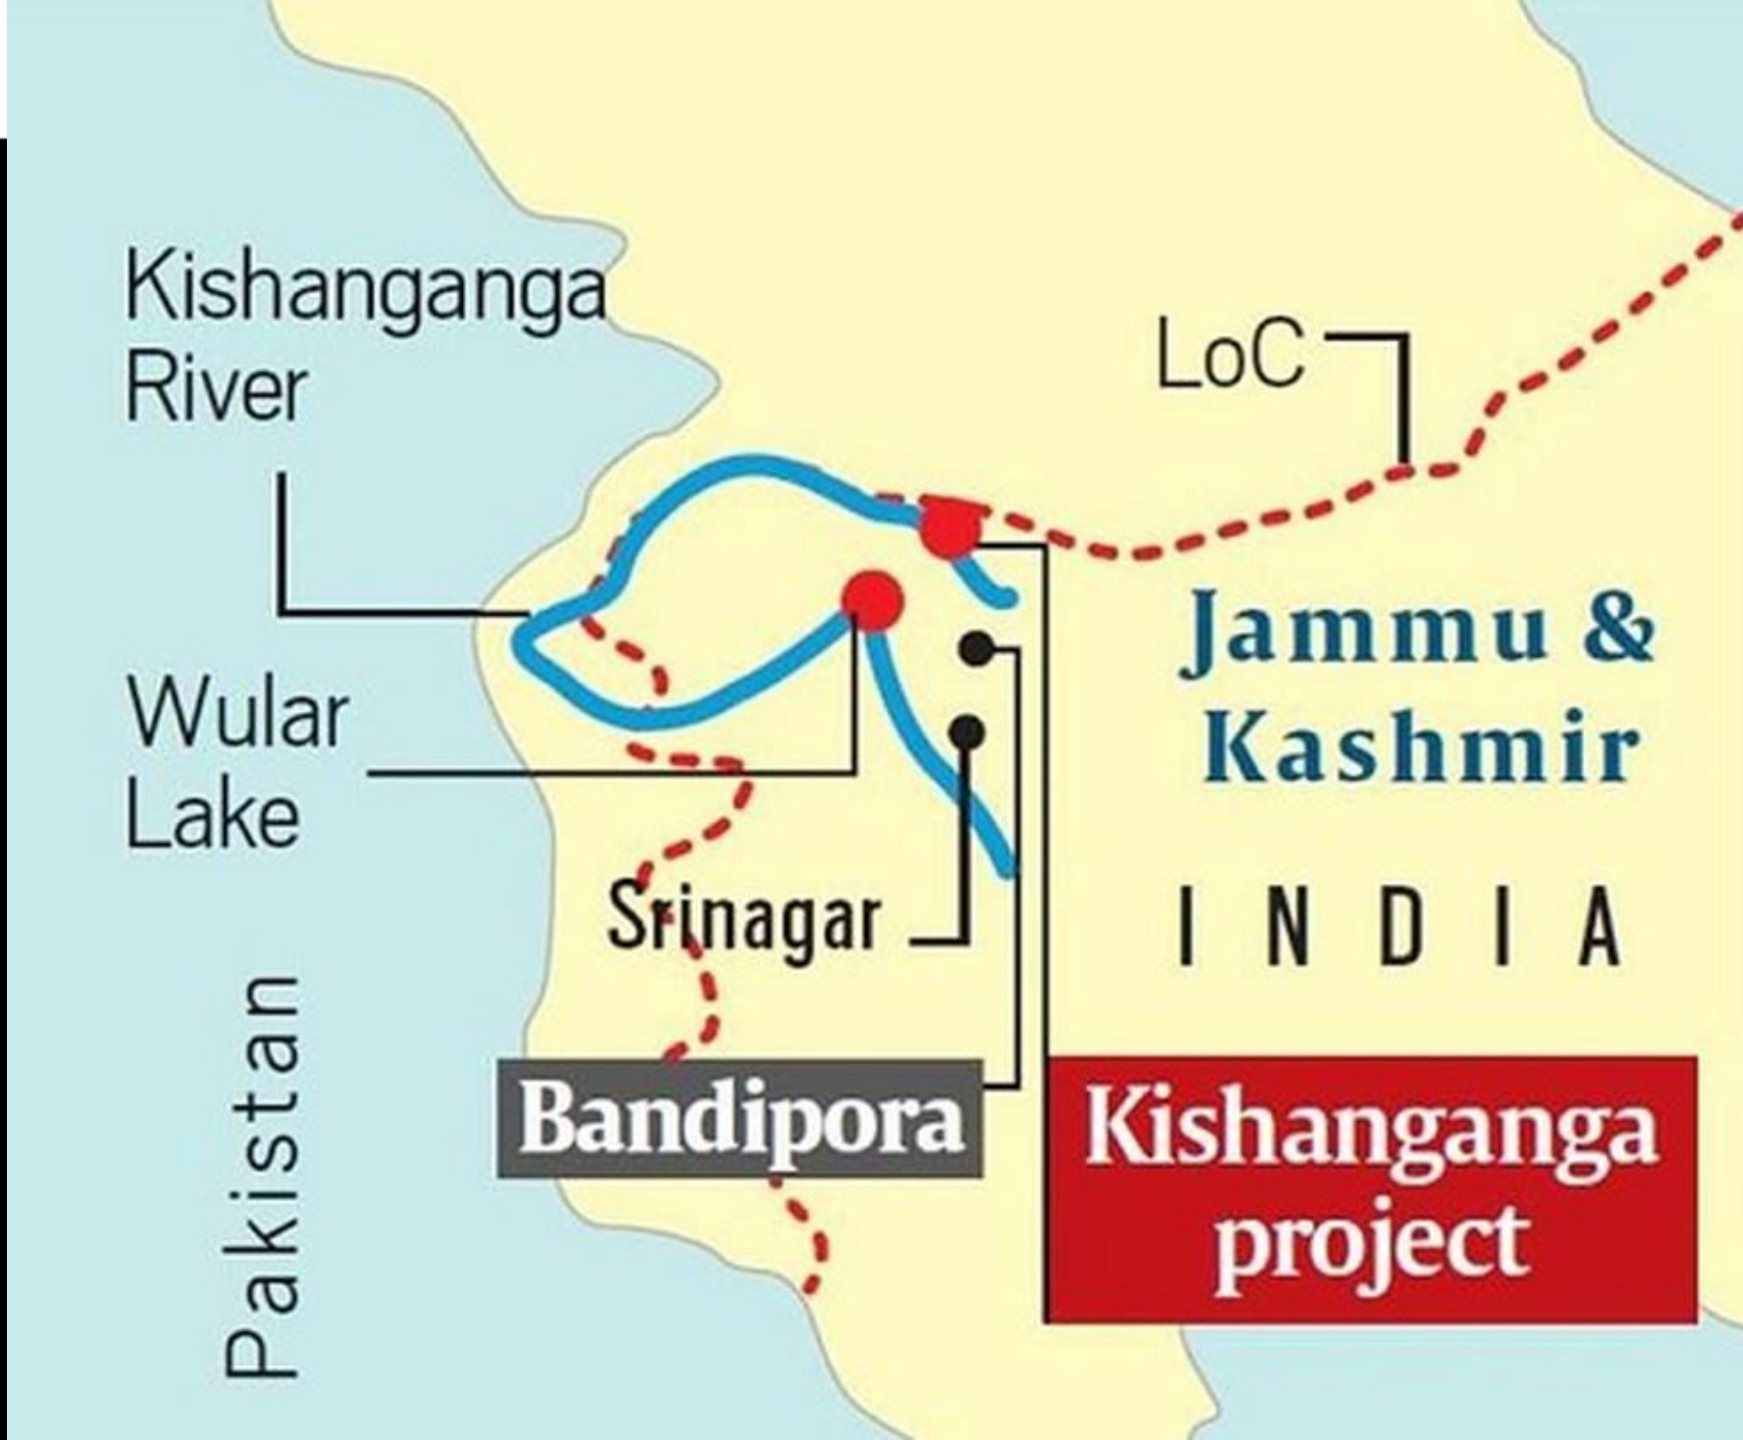 Kishanganga
River
LoC
Jammu &
Kashmir
Wular
Lake
INDIA
Srinagar
Pakistan
Bandipora
Kishanganga
project